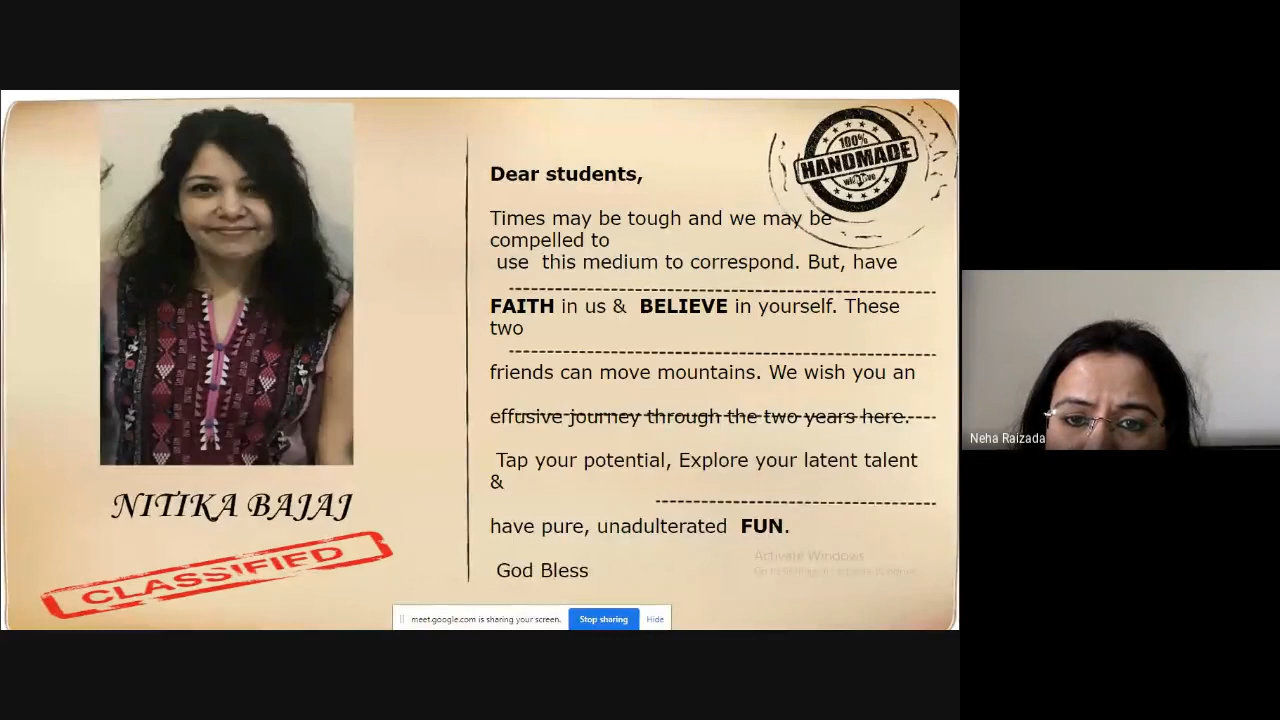 100%
HANDMADE
Dear students,
Times may be tough and we may be
compelled to
use this medium to correspond. But, have
FAITH in us & BELIEVE in yourself. These
two
friends can move mountains. We wish you an
effusive journey through the two years here.
Tap your potential, Explore your latent talent
&
have pure, unadulterated FUN.
God Bless
NITIKA BAJAJ
CLASSIFIED
Activate Windows
meet.google.com is sharing your screen.
Stop sharing
Hide
Neha Raizada